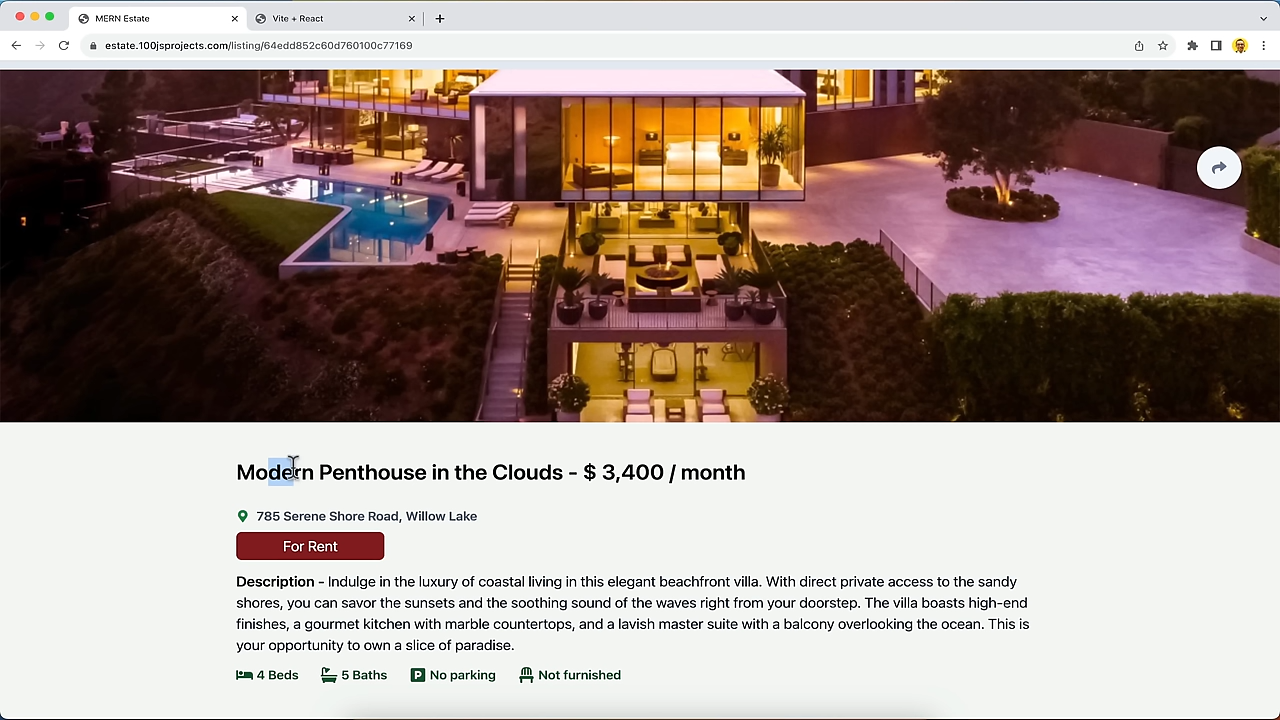 MERN Estate
Vite + React
estate.100jsprojects.com/listing/64edd852c60d760100c77169
Modern Penthouse in the Clouds - $ 3,400 / month
785 Serene Shore Road, Willow Lake
For Rent
Description - Indulge in the luxury of coastal living in this elegant beachfront villa. With direct private access to the sandy
shores, you can savor the sunsets and the soothing sound of the waves right from your doorstep. The villa boasts high-end
finishes, a gourmet kitchen with marble countertops, and a lavish master suite with a balcony overlooking the ocean. This is
your opportunity to own a slice of paradise.
4 Beds 5 Baths P No parking Not furnished